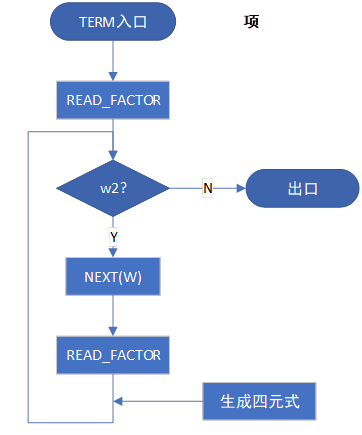 TERM入口
项
READ_FACTOR
w2?
N
出口
Y
NEXT(W)
READ_FACTOR
生成四元式